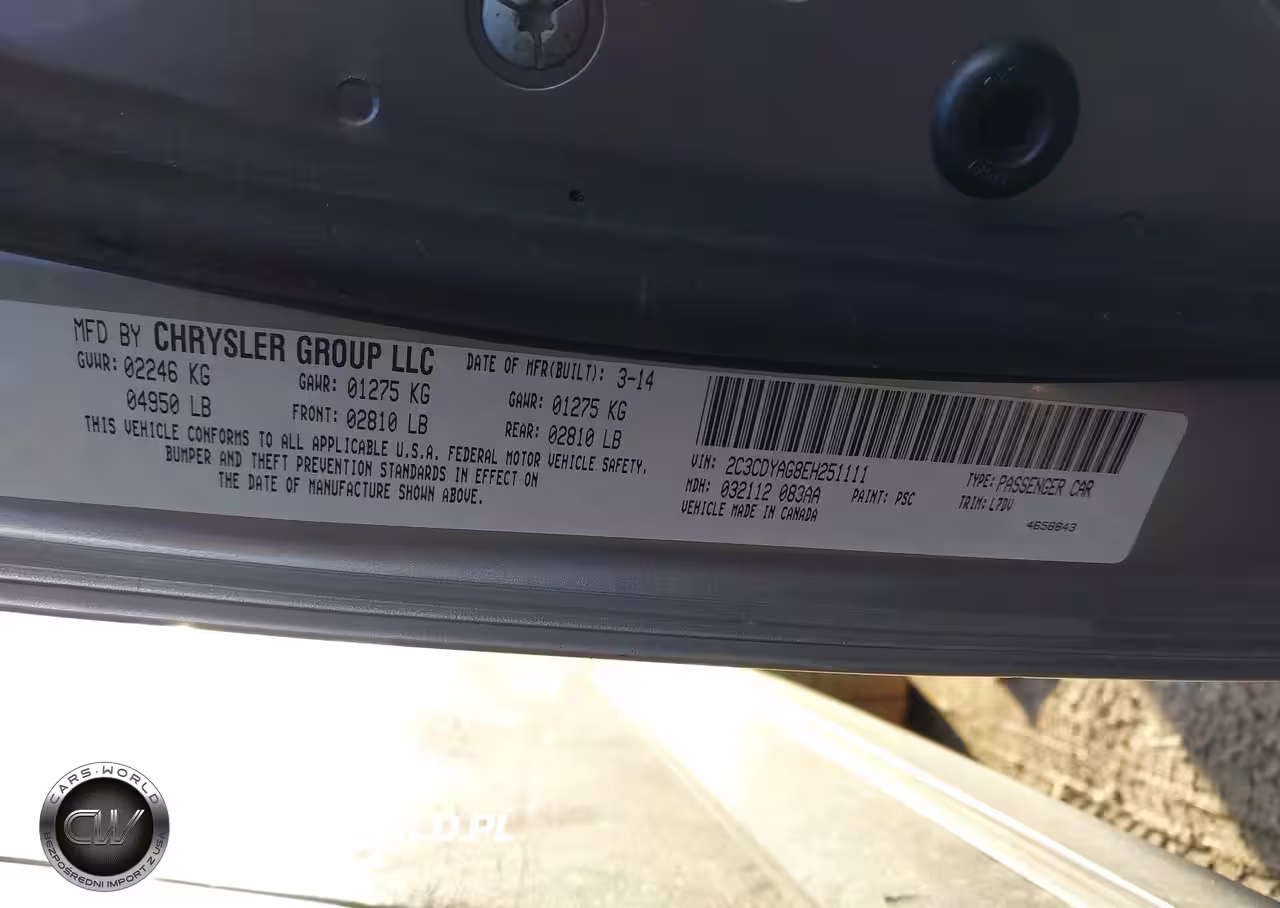 MFD BY CHRYSLER GROUP LLC
DATE OF MFR(BUILT): 3-14
GVWR: 02246 KG
GAWR: 01275 KG
GAWR: 01275 KG
04950 LB
FRONT: 02810 LB
REAR: 02810 LB
THIS VEHICLE CONFORMS TO ALL APPLICABLE U.S.A. FEDERAL MOTOR VEHICLE SAFETY,
BUMPER AND THEFT PREVENTION STANDARDS IN EFFECT ON
THE DATE OF MANUFACTURE SHOWN ABOVE.
VIN: 2C3CDYAG8EH251111
TYPE: PASSENGER CAR
MDH: 032112 083AA
PAINT: PSC
TRIM: L7DV
VEHICLE MADE IN CANADA
4656843
CARS·WORLD
CW
BEZPOŚREDNI IMPORT Z USA